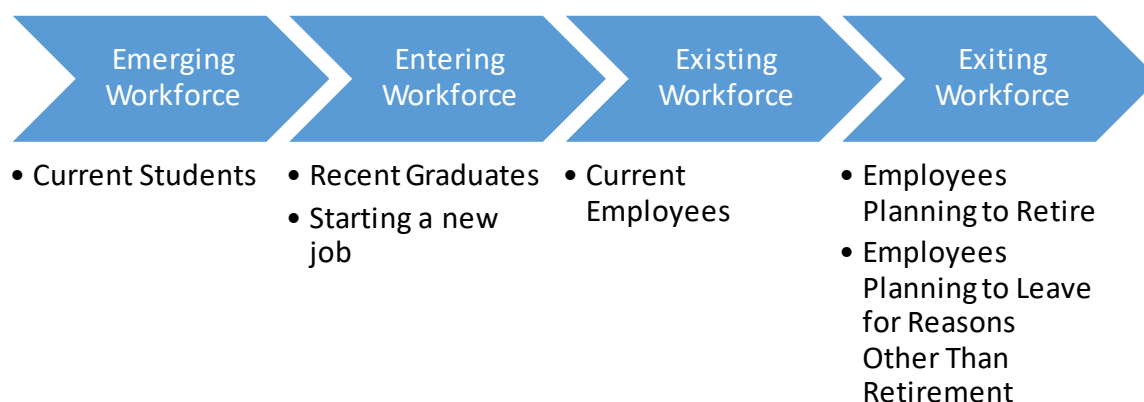 Emerging
Workforce
Entering
Workforce
Existing
Workforce
Exiting
Workforce
• Current Students
• Recent Graduates
• Starting a new
job
• Current
Employees
• Employees
Planning to Retire
• Employees
Planning to Leave
for Reasons
Other Than
Retirement